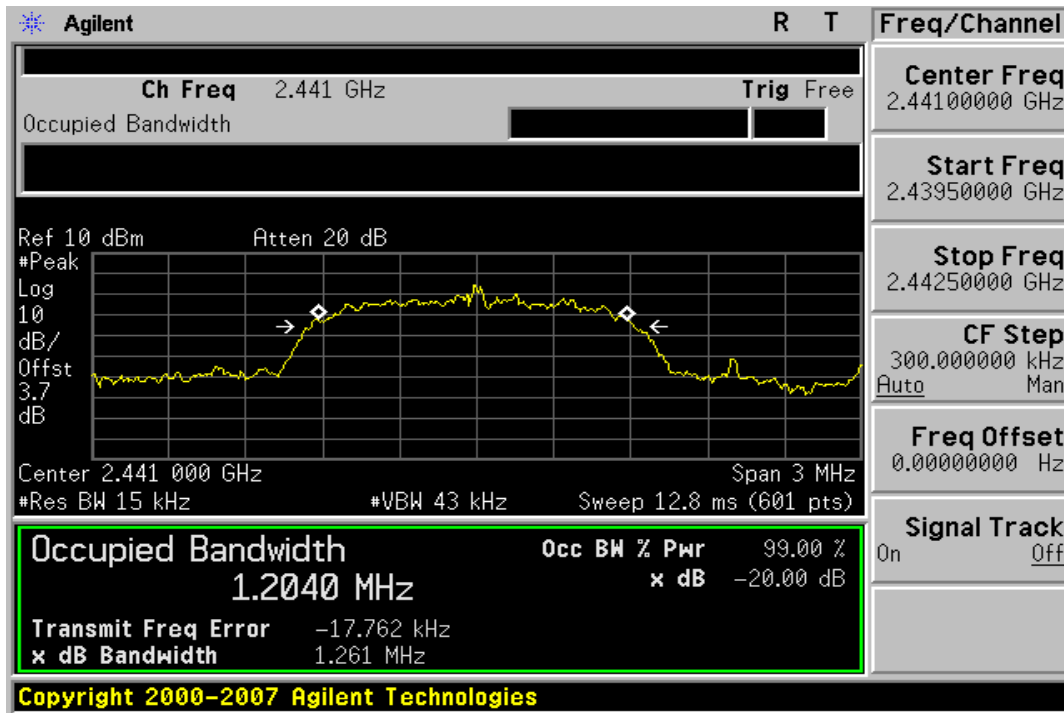 Agilent R T
Ch Freq 2.441 GHz Trig Free
Occupied Bandwidth
Ref 10 dBm Atten 20 dB
#Peak
Log
10
dB/
Offst
3.7
dB
Center 2.441 000 GHz Span 3 MHz
#Res BW 15 kHz #VBW 43 kHz Sweep 12.8 ms (601 pts)
Occupied Bandwidth
1.2040 MHz
Occ BW % Pwr 99.00 %
x dB -20.00 dB
Transmit Freq Error -17.762 kHz
x dB Bandwidth 1.261 MHz
Copyright 2000-2007 Agilent Technologies
Freq/Channel
Center Freq
2.44100000 GHz
Start Freq
2.43950000 GHz
Stop Freq
2.44250000 GHz
CF Step
300.000000 kHz
Auto Man
Freq Offset
0.00000000 Hz
Signal Track
On Off